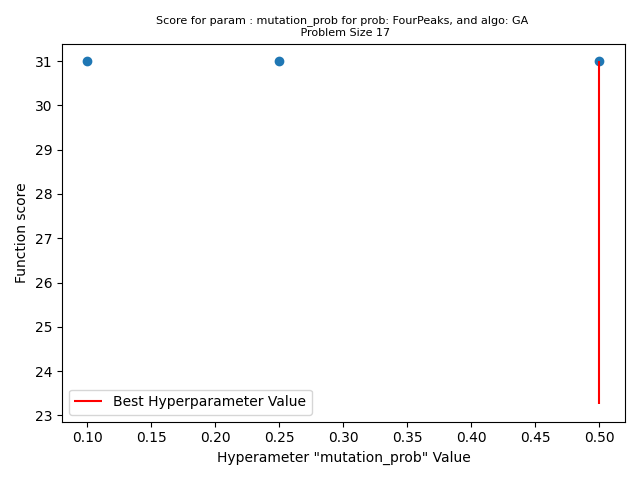 Score for param : mutation_prob for prob: FourPeaks, and algo: GA
Problem Size 17
31
30
29
28
27
26
25
24
23
Function score
Best Hyperparameter Value
0.10 0.15 0.20 0.25 0.30 0.35 0.40 0.45 0.50
Hyperameter "mutation_prob" Value